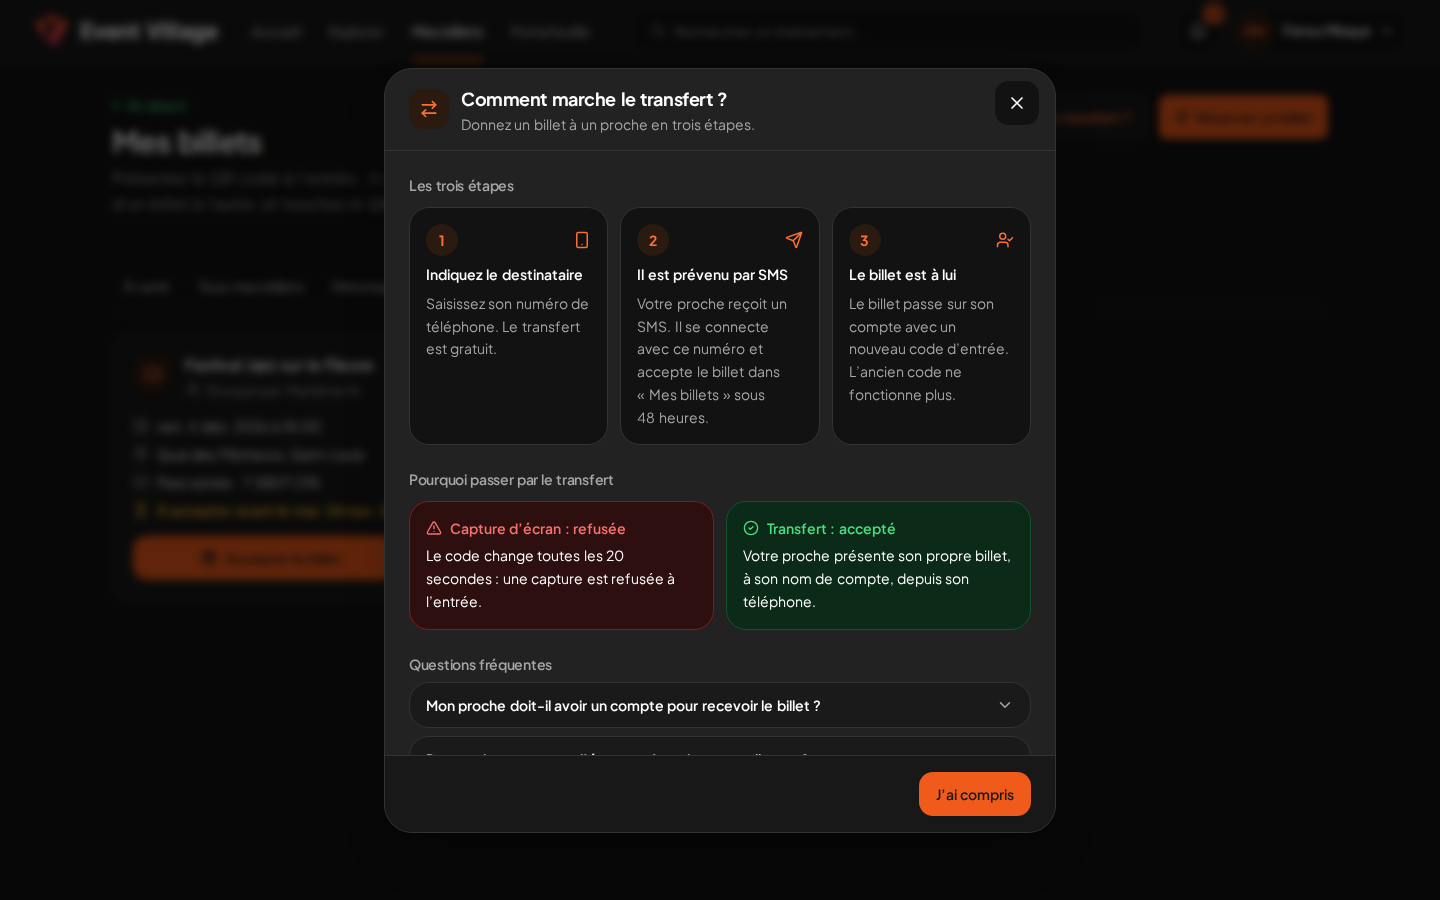 Event Village
Mes billets
Comment marche le transfert ?
Donnez un billet à un proche en trois étapes.
Les trois étapes
1
Indiquez le destinataire
Saisissez son numéro de
téléphone. Le transfert
est gratuit.
2
Il est prévenu par SMS
Votre proche reçoit un
SMS. Il se connecte
avec ce numéro et
accepte le billet dans
« Mes billets » sous
48 heures.
3
Le billet est à lui
Le billet passe sur son
compte avec un
nouveau code d’entrée.
L’ancien code ne
fonctionne plus.
Pourquoi passer par le transfert
Capture d’écran : refusée
Le code change toutes les 20
secondes : une capture est refusée à
l’entrée.
Transfert : accepté
Votre proche présente son propre billet,
à son nom de compte, depuis son
téléphone.
Questions fréquentes
Mon proche doit-il avoir un compte pour recevoir le billet ?
J’ai compris